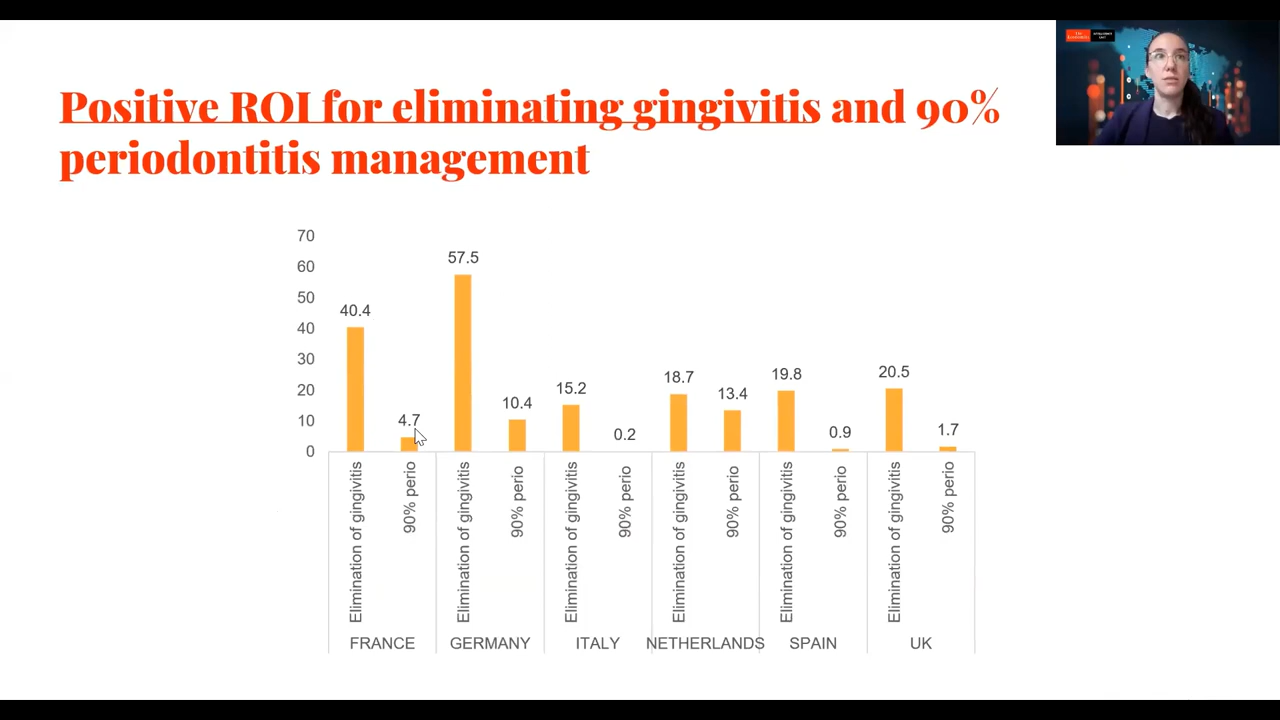 Positive ROI for eliminating gingivitis and 90%
periodontitis management
70
60
50
40
30
20
10
0
57.5
40.4
15.2
18.7
19.8
20.5
4.7
10.4
0.2
13.4
0.9
1.7
Elimination of gingivitis
90% perio
Elimination of gingivitis
90% perio
Elimination of gingivitis
90% perio
Elimination of gingivitis
90% perio
Elimination of gingivitis
90% perio
Elimination of gingivitis
90% perio
FRANCE
GERMANY
ITALY
NETHERLANDS
SPAIN
UK